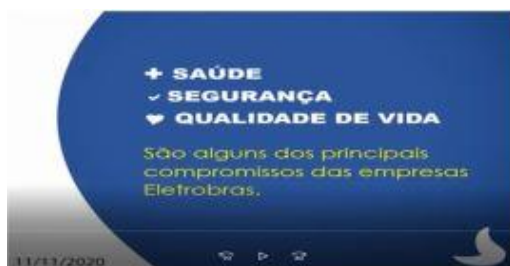 + SAÚDE
✓ SEGURANÇA
♥ QUALIDADE DE VIDA
São alguns dos principais
compromissos das empresas
Eletrobras.
11/11/2020